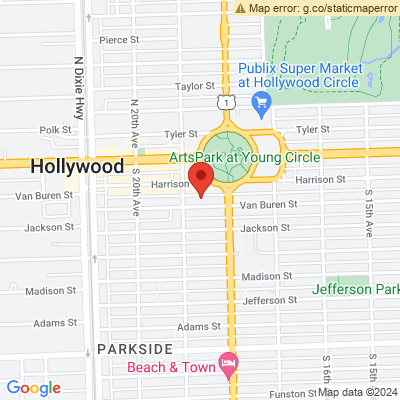 Map error: g.co/staticmaperror
Pierce St
N Dixie Hwy
Publix Super Market
at Hollywood Circle
Taylor St
1
N 20th Ave
Polk St
Tyler St
Tyler St
ArtsPark at Young Circle
Hollywood
Harrison
Harrison St
Van Buren St
Van Buren St
S 20th Ave
S 15th Ave
Jackson St
Jackson St
Madison St
Madison St
Jefferson Park
Jefferson St
Adams St
Adams St
PARKSIDE
Beach & Town
S 16th
S 15th Ave
Google
Funston St
Map data ©2024